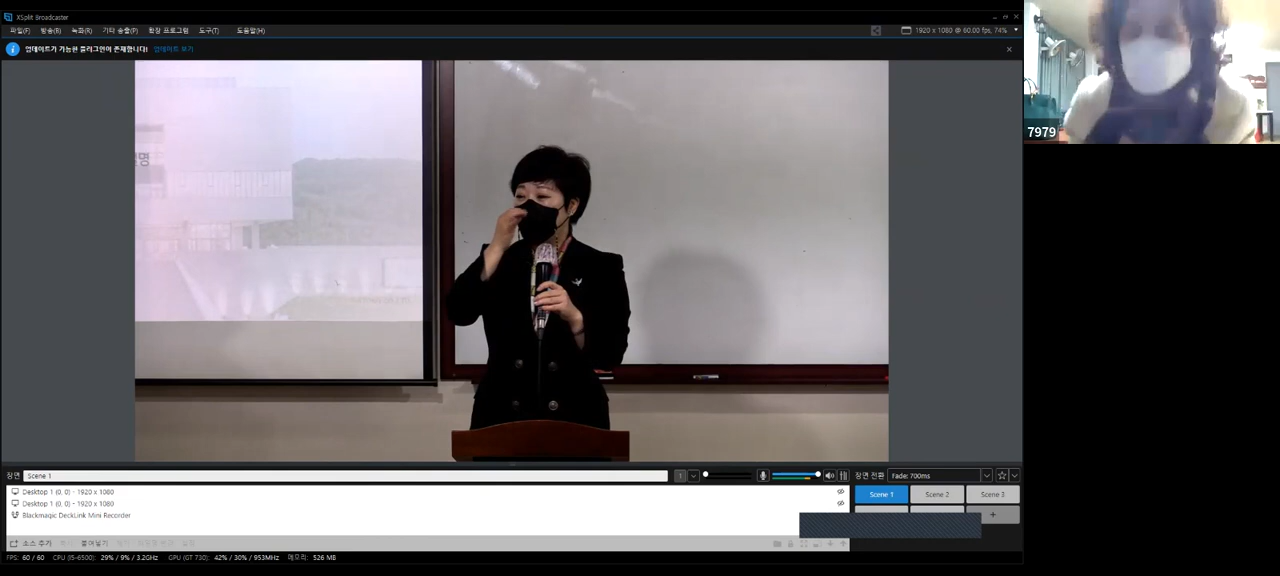 XSplit Broadcaster
파일(F) 방송(B) 녹화(R) 기타 송출(P) 확장 프로그램 도구(T) 도움말(H)
1920 x 1080 @ 60.00 fps, 74%
업데이트가 가능한 플러그인이 존재합니다! 업데이트 보기
7979
장면 Scene 1
장면 전환 Fade: 700ms
Desktop 1 (0, 0) - 1920 x 1080
Desktop 1 (0, 0) - 1920 x 1080
Blackmagic DeckLink Mini Recorder
Scene 1 Scene 2 Scene 3
소스 추가 붙여넣기
FPS: 60 / 60 CPU (i5-6500): 29% / 9% / 3.2GHz GPU (GT 730): 42% / 30% / 953MHz 메모리: 526 MB